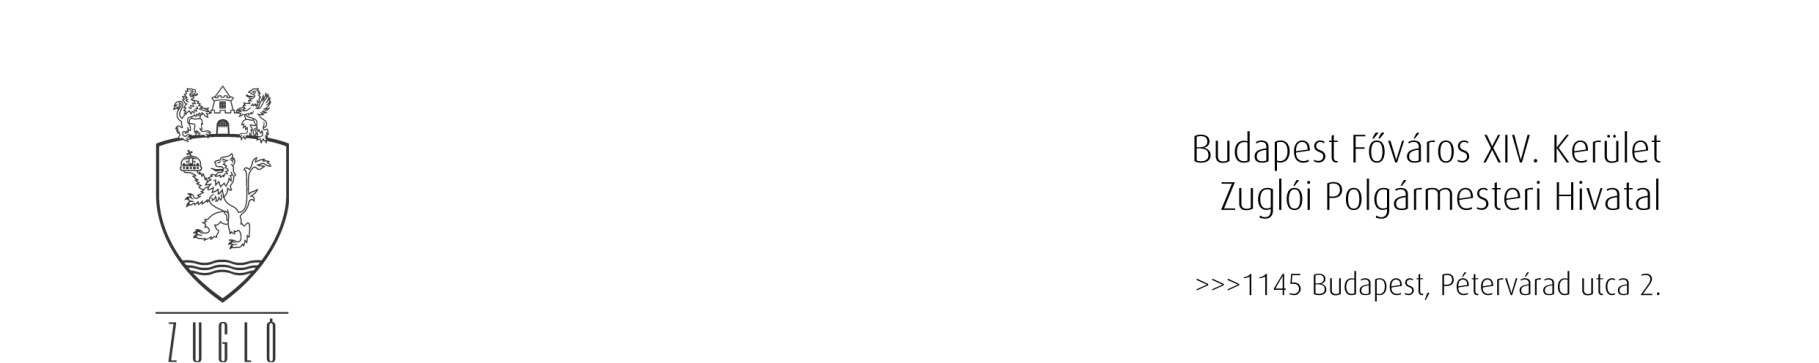 Budapest Főváros XIV. Kerület
Zuglói Polgármesteri Hivatal
>>>1145 Budapest, Pétervárad utca 2.
ZUGLÓ